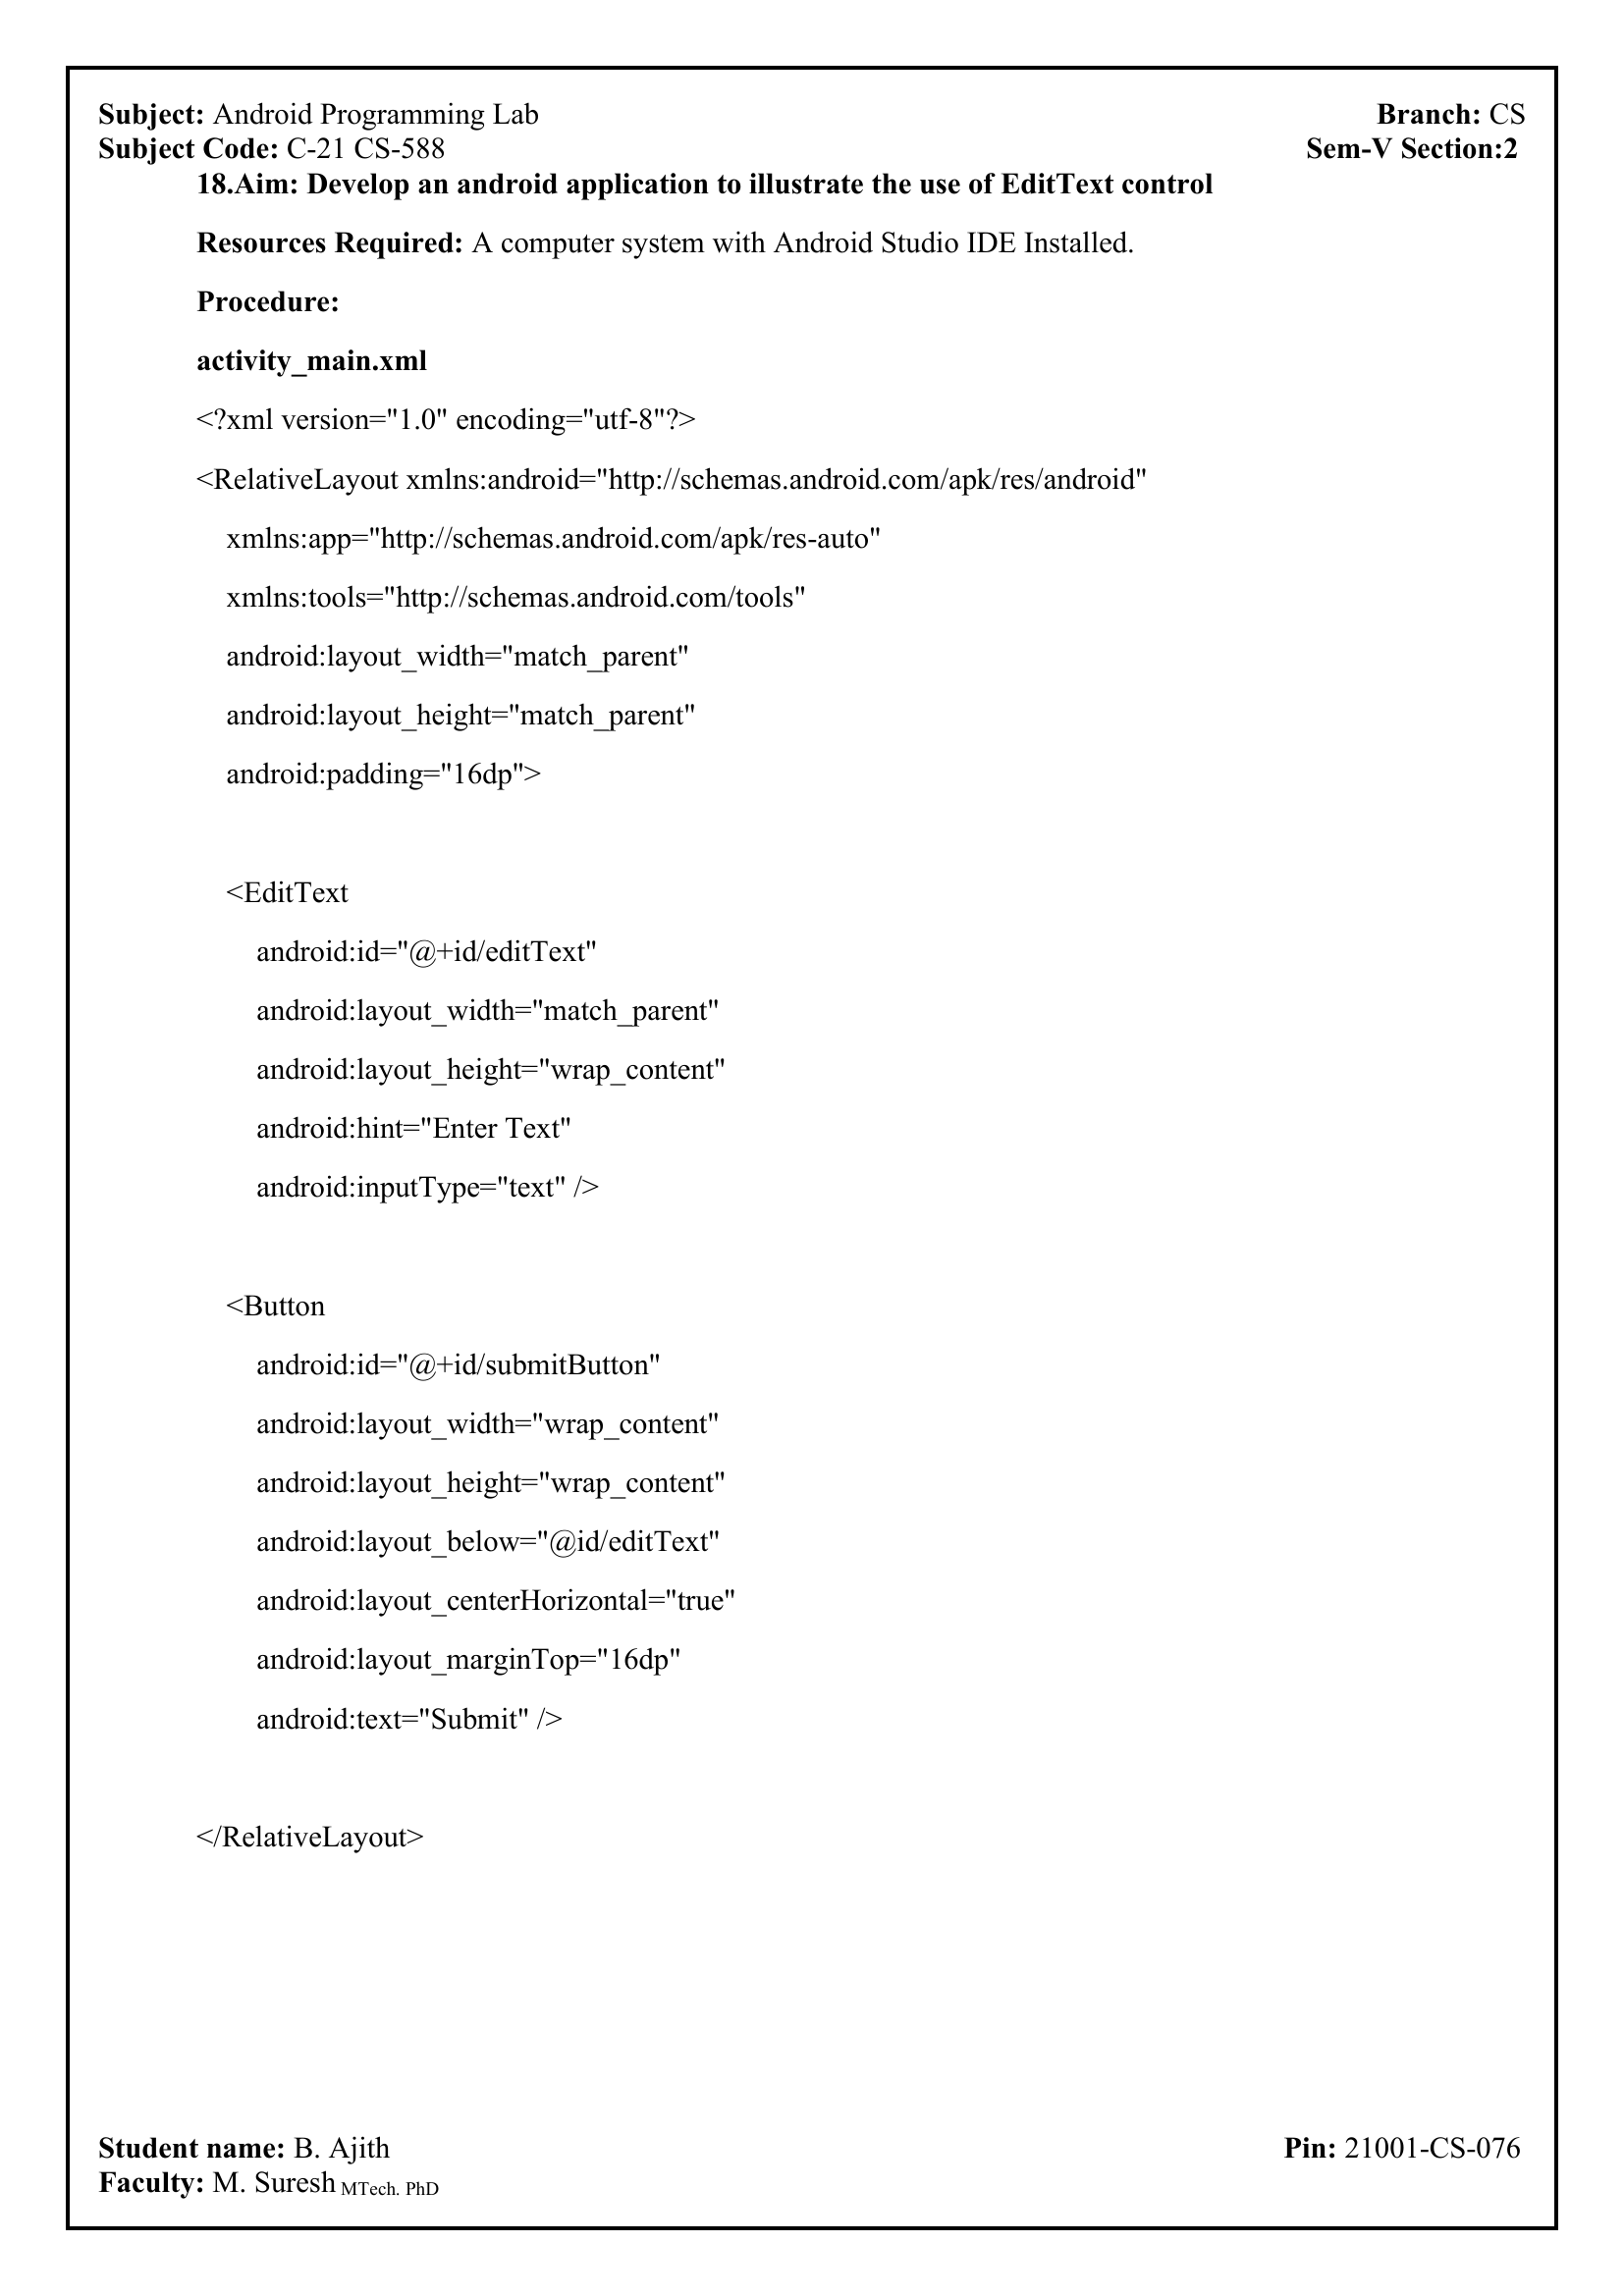 Subject: Android Programming Lab Branch: CS
Subject Code: C-21 CS-588 Sem-V Section:2
18.Aim: Develop an android application to illustrate the use of EditText control
Resources Required: A computer system with Android Studio IDE Installed.
Procedure:
activity_main.xml
<?xml version="1.0" encoding="utf-8"?>
<RelativeLayout xmlns:android="http://schemas.android.com/apk/res/android"
xmlns:app="http://schemas.android.com/apk/res-auto"
xmlns:tools="http://schemas.android.com/tools"
android:layout_width="match_parent"
android:layout_height="match_parent"
android:padding="16dp">
<EditText
android:id="@+id/editText"
android:layout_width="match_parent"
android:layout_height="wrap_content"
android:hint="Enter Text"
android:inputType="text" />
<Button
android:id="@+id/submitButton"
android:layout_width="wrap_content"
android:layout_height="wrap_content"
android:layout_below="@id/editText"
android:layout_centerHorizontal="true"
android:layout_marginTop="16dp"
android:text="Submit" />
</RelativeLayout>
Student name: B. Ajith Pin: 21001-CS-076
Faculty: M. Suresh MTech. PhD